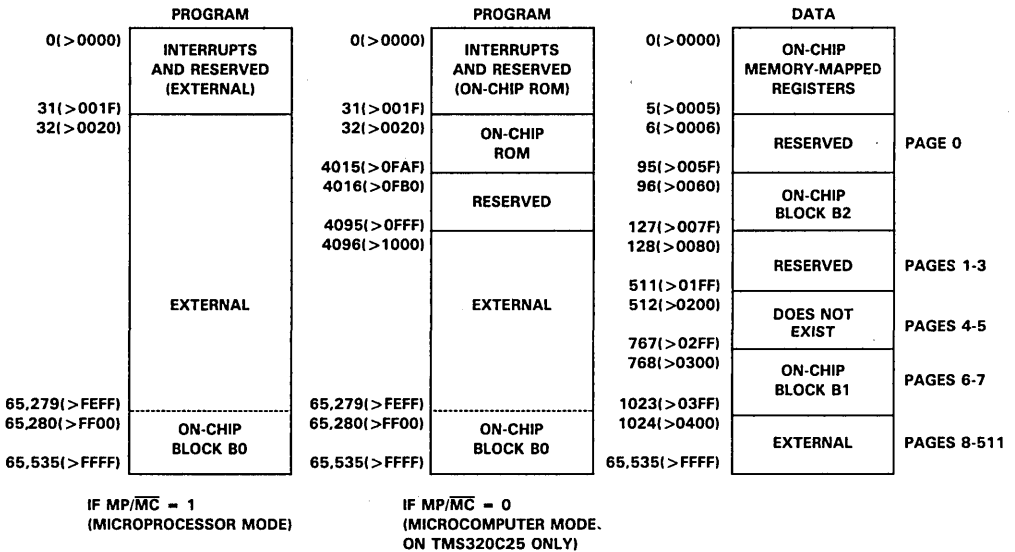 PROGRAM
0(>0000)
INTERRUPTS
AND RESERVED
(EXTERNAL)
31(>001F)
32(>0020)
EXTERNAL
65,279(>FEFF)
65,280(>FF00)
ON-CHIP
BLOCK B0
65,535(>FFFF)
IF MP/M̅C̅ = 1
(MICROPROCESSOR MODE)
PROGRAM
0(>0000)
INTERRUPTS
AND RESERVED
(ON-CHIP ROM)
31(>001F)
32(>0020)
ON-CHIP
ROM
4015(>0FAF)
4016(>0FB0)
RESERVED
4095(>0FFF)
4096(>1000)
EXTERNAL
65,279(>FEFF)
65,280(>FF00)
ON-CHIP
BLOCK B0
65,535(>FFFF)
IF MP/M̅C̅ = 0
(MICROCOMPUTER MODE.
ON TMS320C25 ONLY)
DATA
0(>0000)
ON-CHIP
MEMORY-MAPPED
REGISTERS
5(>0005)
6(>0006)
RESERVED
PAGE 0
95(>005F)
96(>0060)
ON-CHIP
BLOCK B2
127(>007F)
128(>0080)
RESERVED
PAGES 1-3
511(>01FF)
512(>0200)
DOES NOT
EXIST
PAGES 4-5
767(>02FF)
768(>0300)
ON-CHIP
BLOCK B1
PAGES 6-7
1023(>03FF)
1024(>0400)
EXTERNAL
PAGES 8-511
65,535(>FFFF)